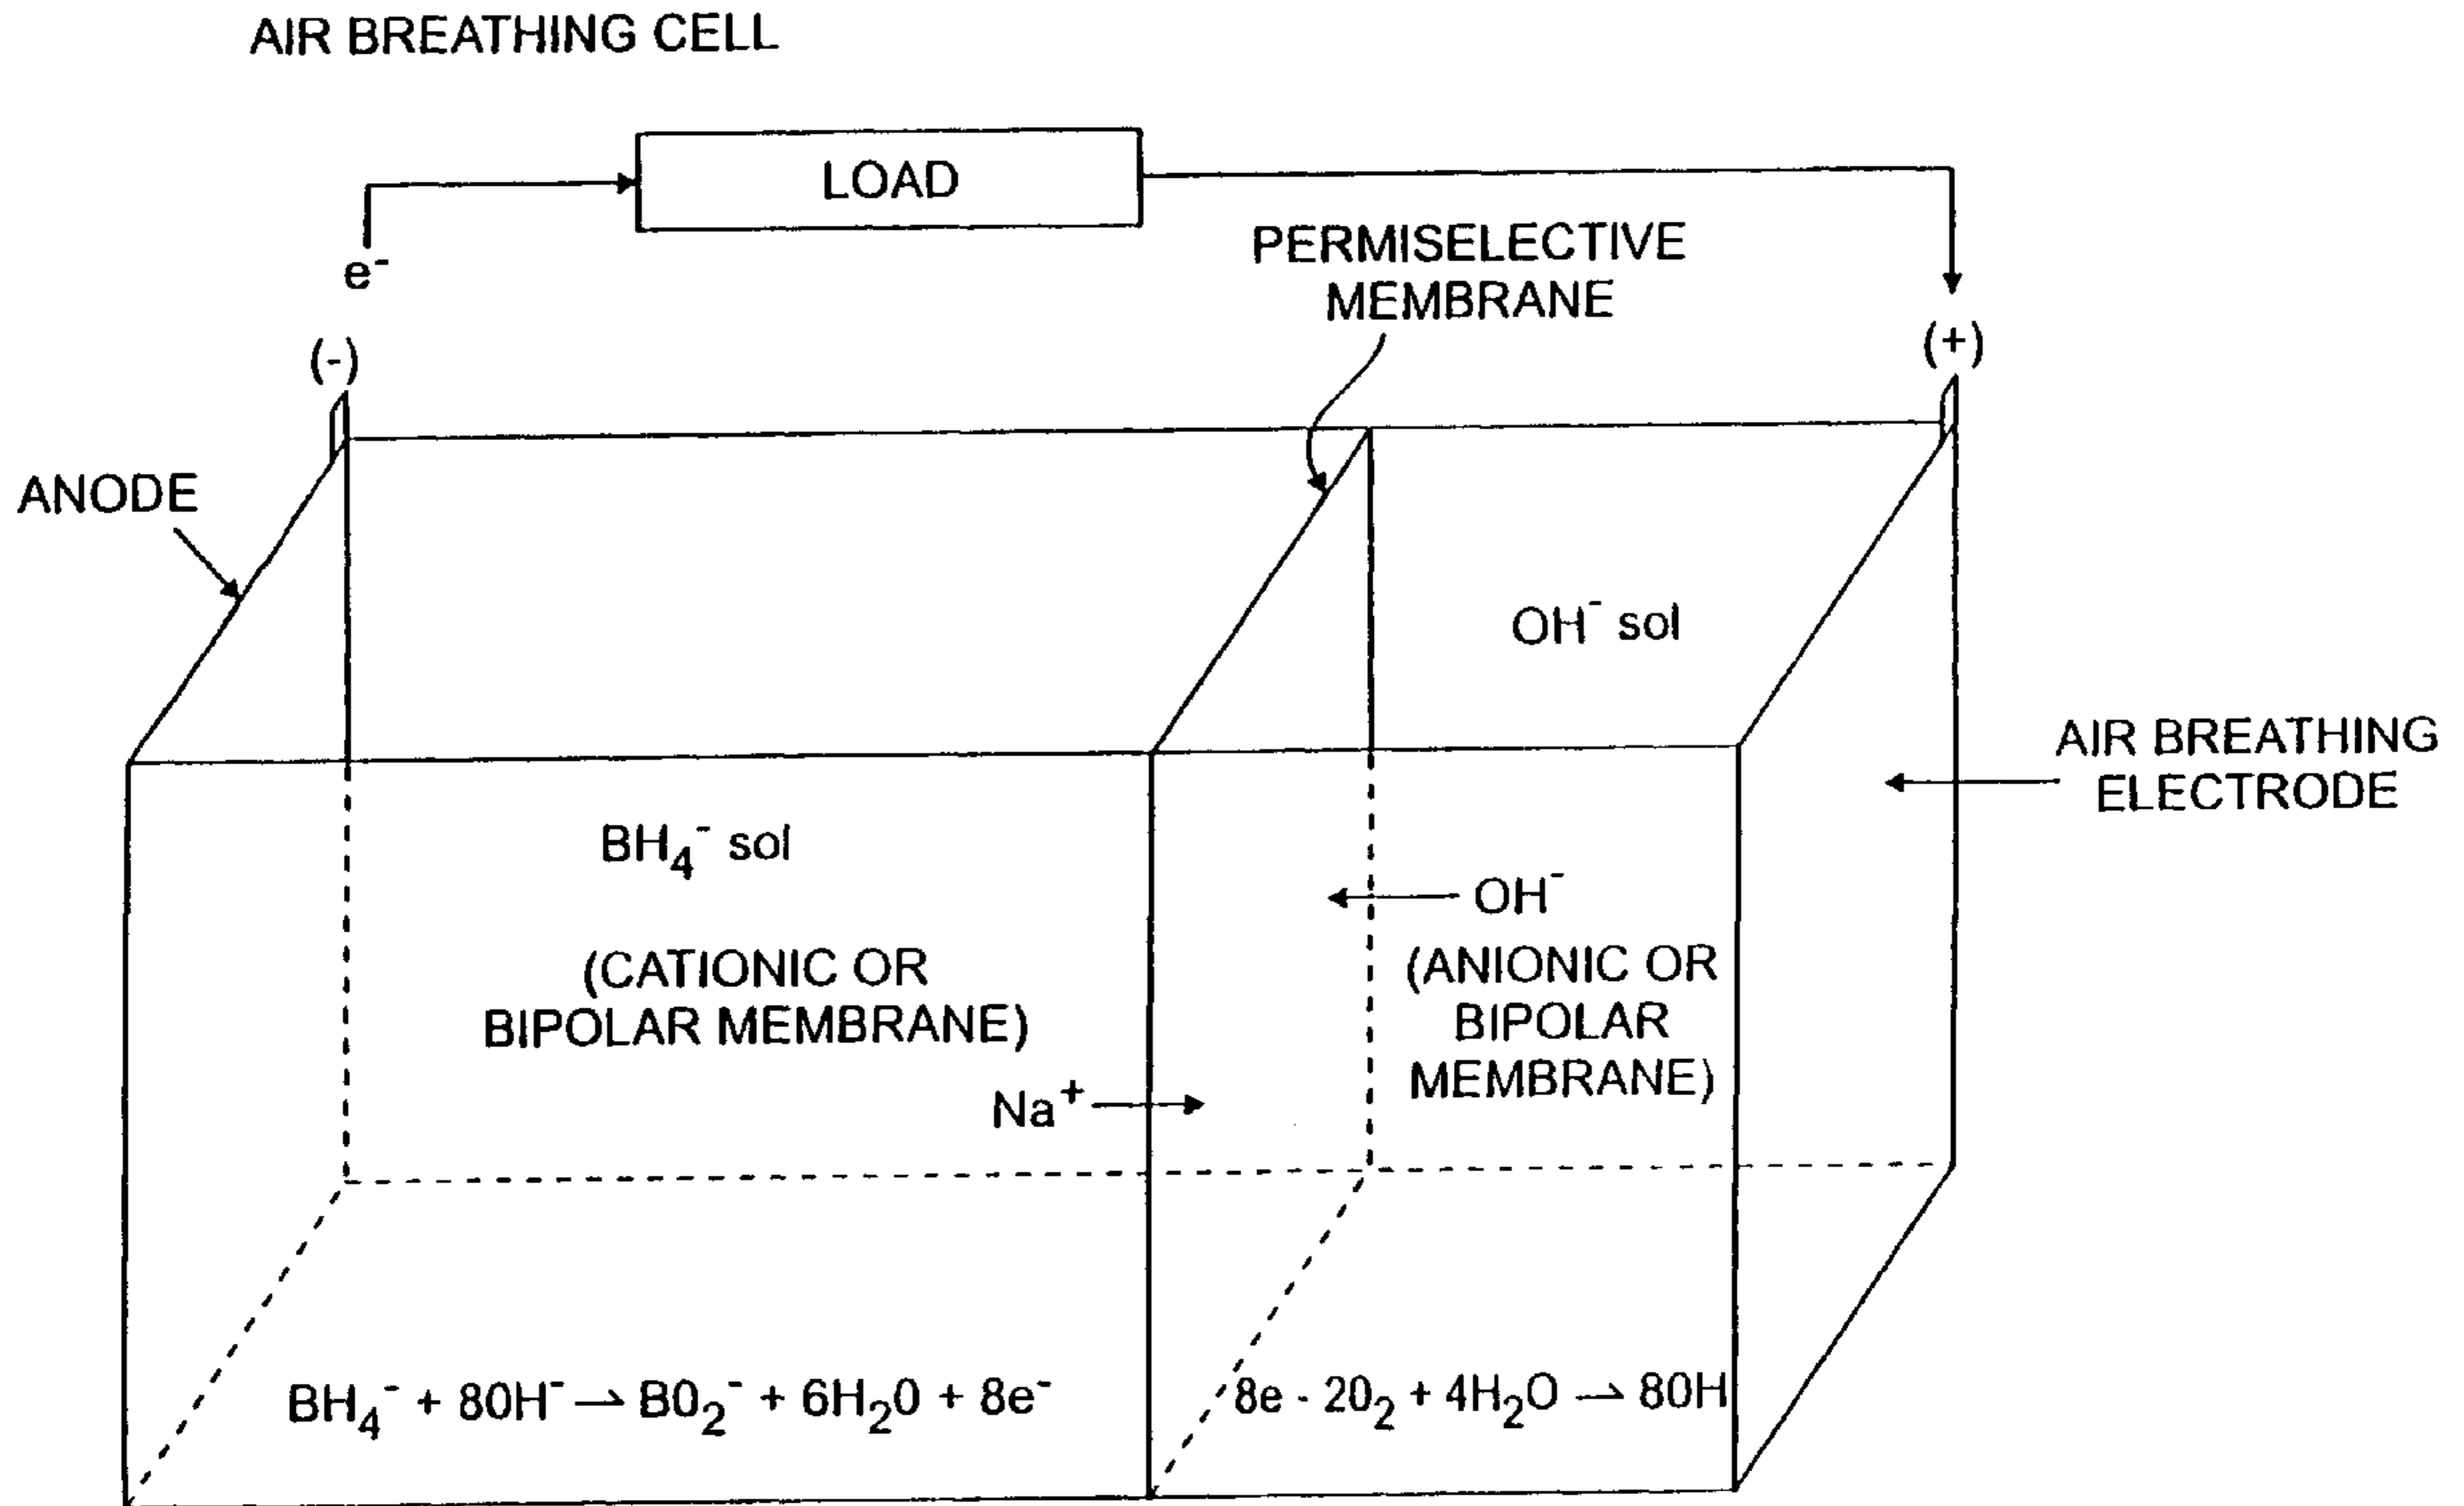 AIR BREATHING CELL
LOAD
PERMISELECTIVE
MEMBRANE
e⁻
(-)
(+)
ANODE
OH⁻ sol
AIR BREATHING
ELECTRODE
BH₄⁻ sol
OH⁻
(CATIONIC OR
BIPOLAR MEMBRANE)
(ANIONIC OR
BIPOLAR
MEMBRANE)
Na⁺
BH₄⁻ + 80H⁻ → B0₂⁻ + 6H₂0 + 8e⁻
8e - 20₂ + 4H₂O → 80H